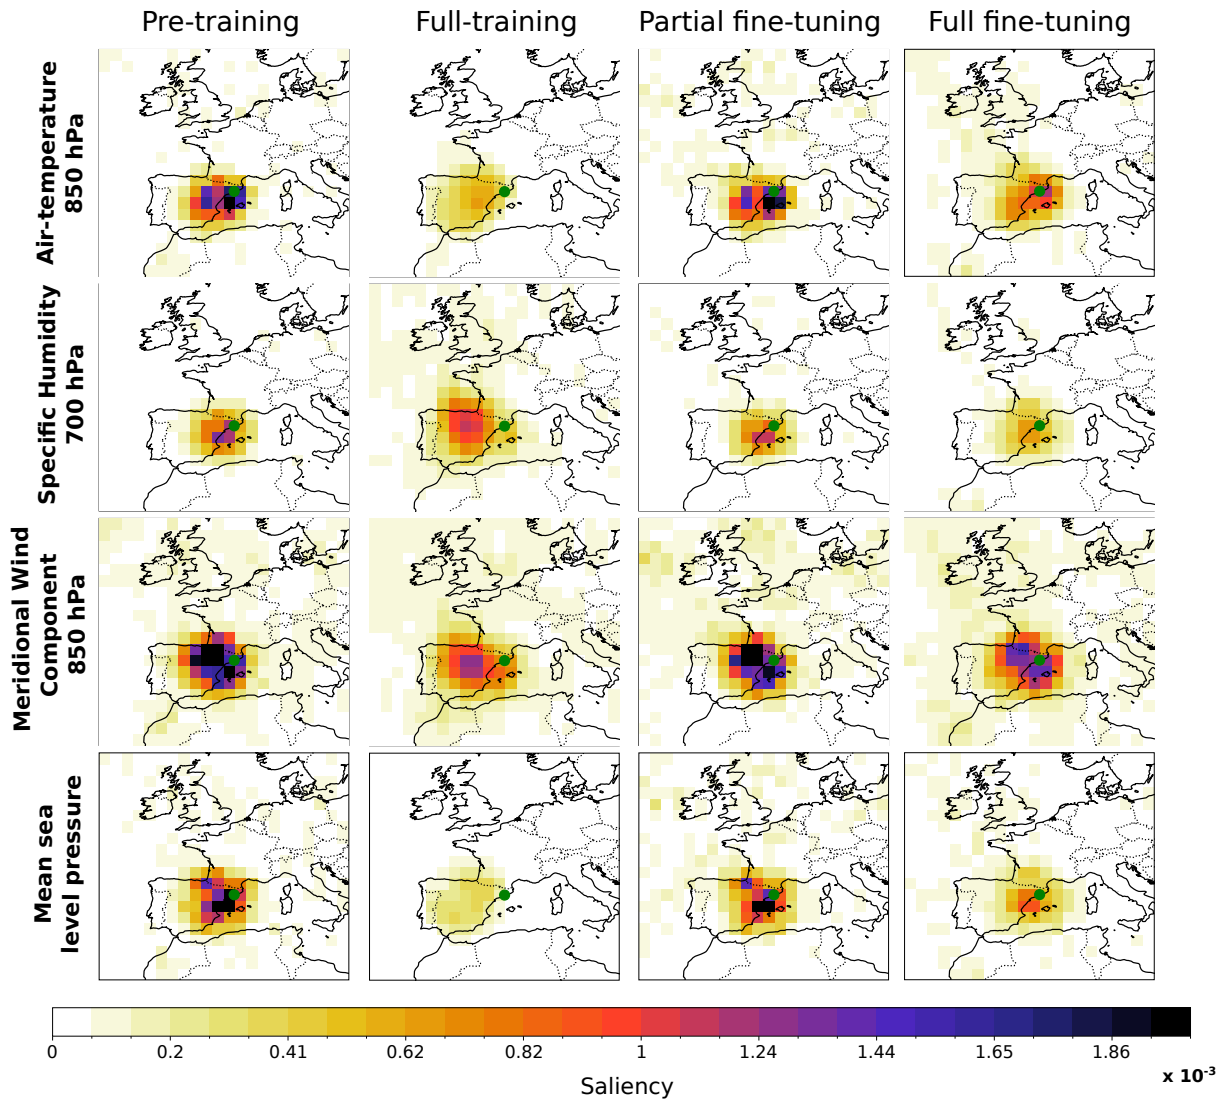 Pre-training
Full-training
Partial fine-tuning
Full fine-tuning
Air-temperature
850 hPa
Specific Humidity
700 hPa
Meridional Wind
Component
850 hPa
Mean sea
level pressure
0
0.2
0.41
0.62
0.82
1
1.24
1.44
1.65
1.86
x 10⁻³
Saliency